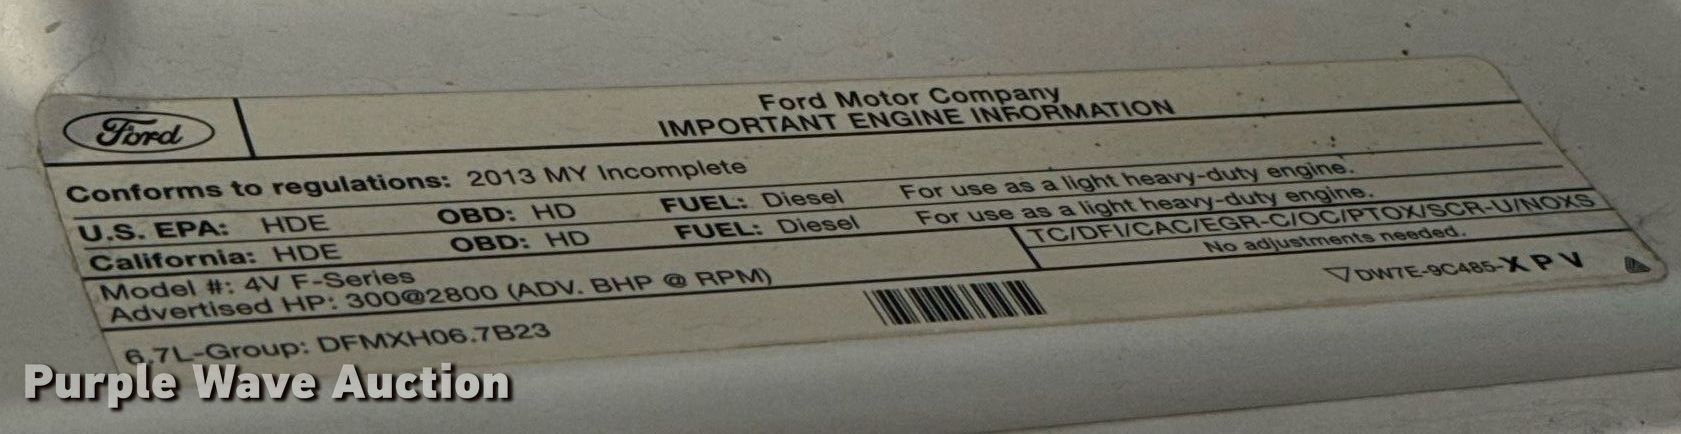 Ford
Ford Motor Company
IMPORTANT ENGINE INFORMATION
Conforms to regulations: 2013 MY Incomplete
U.S. EPA: HDE OBD: HD FUEL: Diesel For use as a light heavy-duty engine.
California: HDE OBD: HD FUEL: Diesel For use as a light heavy-duty engine.
Model #: 4V F-Series
TC/DFI/CAC/EGR-C/OC/PTOX/SCR-U/NOXS
Advertised HP: 300@2800 (ADV. BHP @ RPM)
No adjustments needed.
6.7L-Group: DFMXH06.7B23
DW7E-9C485-XPV
Purple Wave Auction